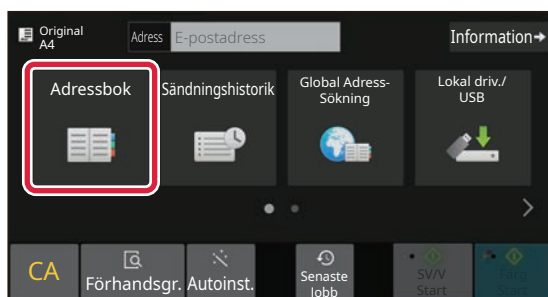 Original
A4
Adress
E-postadress
Information
Adressbok
Sändningshistorik
Global Adress-
Sökning
Lokal driv./
USB
CA
Förhandsgr.
Autoinst.
Senaste
Jobb
SV/V
Start
Färg
Start